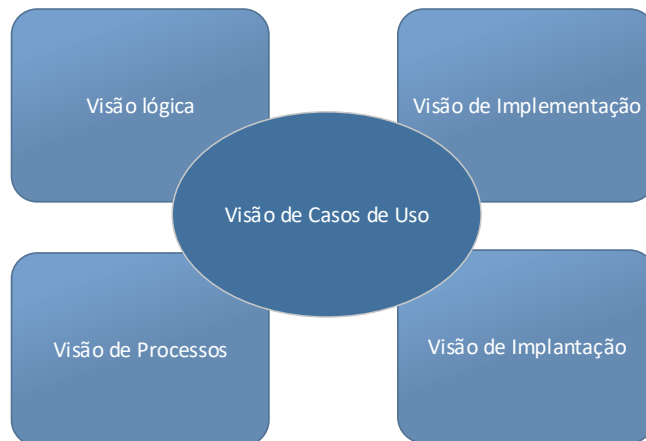 Visão lógica
Visão de Implementação
Visão de Casos de Uso
Visão de Processos
Visão de Implantação